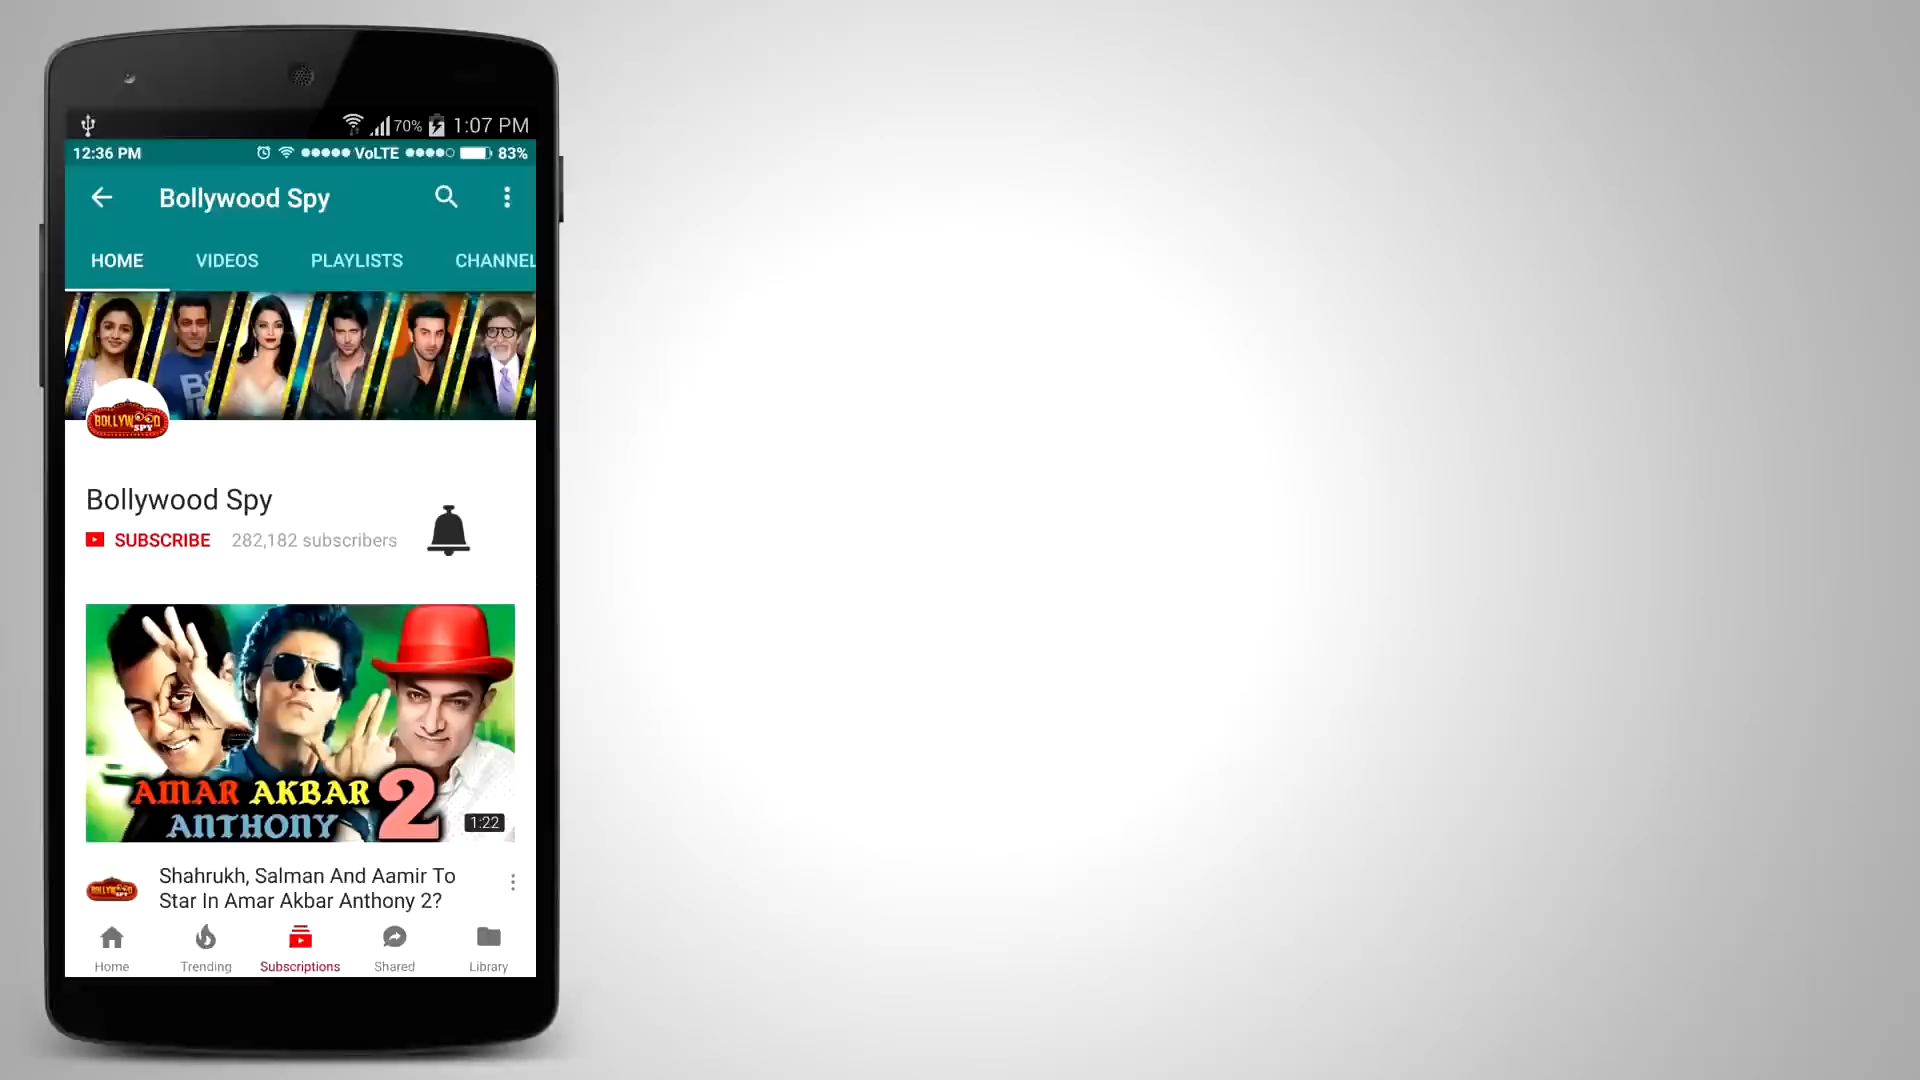 70% 1:07 PM
12:36 PM VoLTE 83%
Bollywood Spy
HOME VIDEOS PLAYLISTS CHANNEL
BOLLYWOOD
SPY
Bollywood Spy
SUBSCRIBE 282,182 subscribers
AMAR AKBAR 2
ANTHONY
1:22
Shahrukh, Salman And Aamir To
Star In Amar Akbar Anthony 2?
Home Trending Subscriptions Shared Library